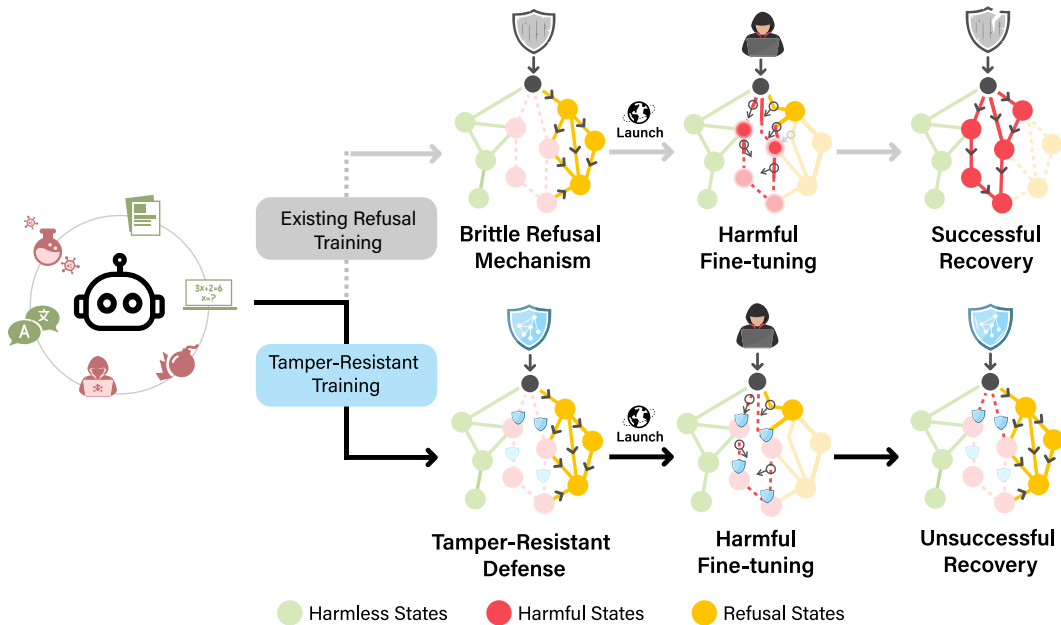 Existing Refusal
Training
Launch
Brittle Refusal
Mechanism
Harmful
Fine-tuning
Successful
Recovery
3x+2=6
x=?
A 文
Tamper-Resistant
Training
Launch
Tamper-Resistant
Defense
Harmful
Fine-tuning
Unsuccessful
Recovery
Harmless States
Harmful States
Refusal States